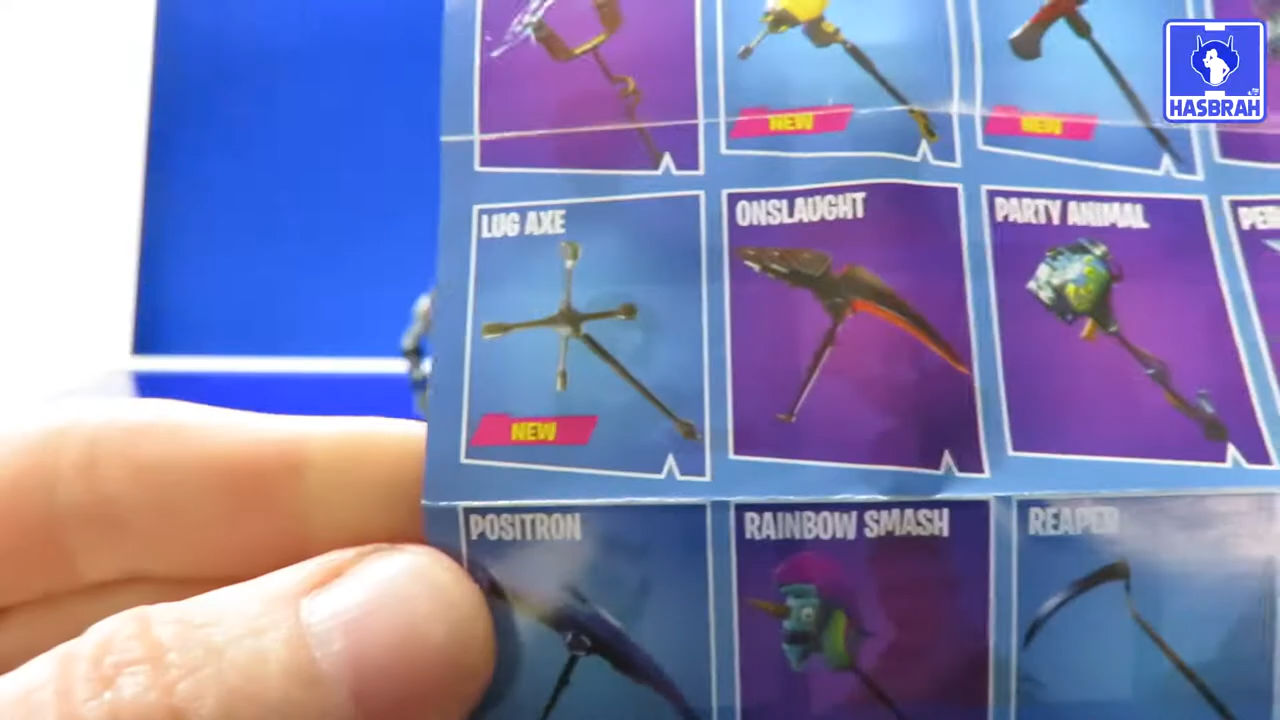 HASBRAH
NEW
NEW
LUG AXE
ONSLAUGHT
PARTY ANIMAL
NEW
POSITRON
RAINBOW SMASH
REAPER